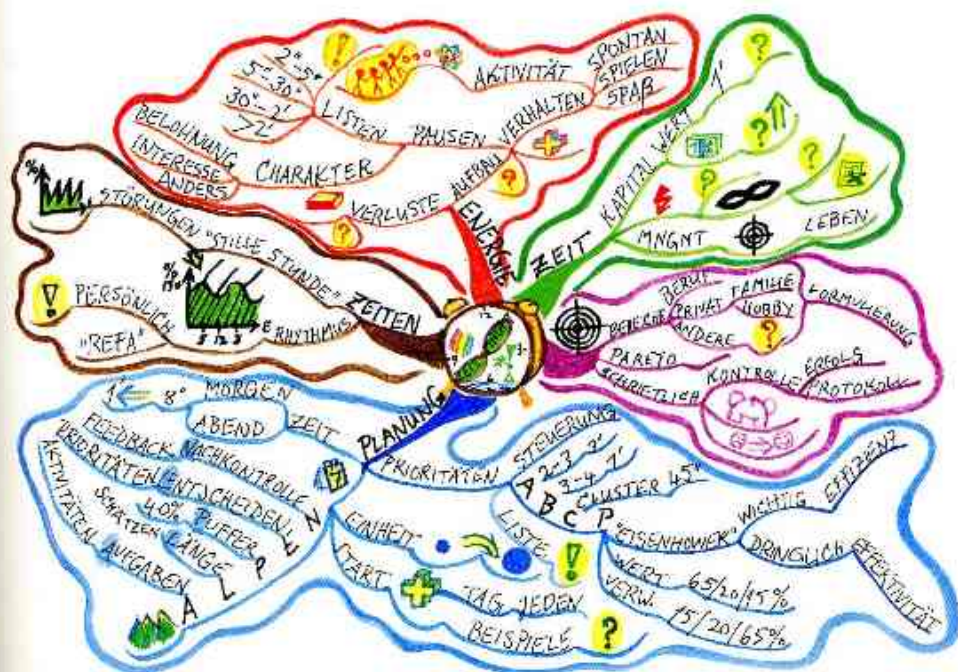 ENERGIE
AUFBAU
VERHALTEN
SPONTAN
SPIELEN
SPAß
AKTIVITÄT
PAUSEN
LISTEN
2"-5"
5"-30"
30"-2'
>2'
VERLUSTE
CHARAKTER
BELOHNUNG
INTERESSE
ANDERS
ZEIT
KAPITAL
WERT
1'
?
?
?
?
?
?
MNGNT
LEBEN
BEREICHE
BERUF
PRIVAT
FAMILIE
HOBBY
ANDERE
?
FORMULIERUNG
PARETO
SCHRIFTLICH
KONTROLLE
ERFOLG
PROTOKOLL
ZEITEN
STÖRUNGEN
"STILLE STUNDE"
RHYTHMUS
PERSÖNLICH
"REFA"
PLANUNG
ZEIT
MORGEN
ABEND
8"
1'
NACHKONTROLLE
FEEDBACK
ENTSCHEIDEN
PRIORITÄTEN
PUFFER
40%
LÄNGE
SCHÄTZEN
AUFGABEN
AKTIVITÄTEN
A L P E N
PRIORITÄTEN
STEUERUNG
A 2-3 2'
B 3-4 1'
C CLUSTER 45"
P
LISTE
!
"EISENHOWER"
WICHTIG
EFFIZIENZ
DRINGLICH
EFFEKTIVITÄT
WERT 65/20/15%
VERW. 15/20/65%
EINHEIT
START
TAG JEDEN
BEISPIELE
?